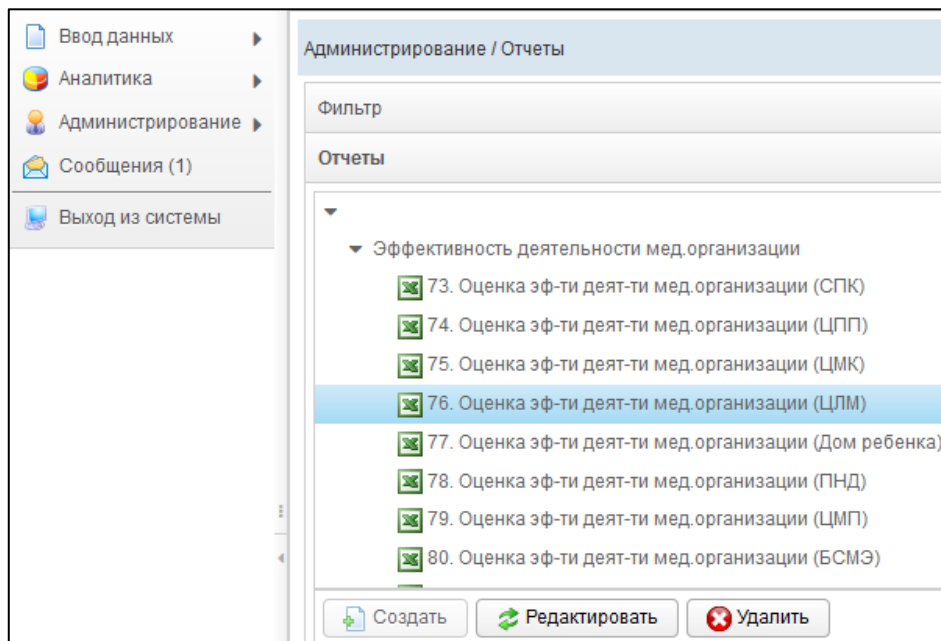 Ввод данных
Аналитика
Администрирование
Сообщения (1)
Выход из системы
Администрирование / Отчеты
Фильтр
Отчеты
Эффективность деятельности мед.организации
73. Оценка эф-ти деят-ти мед.организации (СПК)
74. Оценка эф-ти деят-ти мед.организации (ЦПП)
75. Оценка эф-ти деят-ти мед.организации (ЦМК)
76. Оценка эф-ти деят-ти мед.организации (ЦЛМ)
77. Оценка эф-ти деят-ти мед.организации (Дом ребенка)
78. Оценка эф-ти деят-ти мед.организации (ПНД)
79. Оценка эф-ти деят-ти мед.организации (ЦМП)
80. Оценка эф-ти деят-ти мед.организации (БСМЭ)
Создать Редактировать Удалить